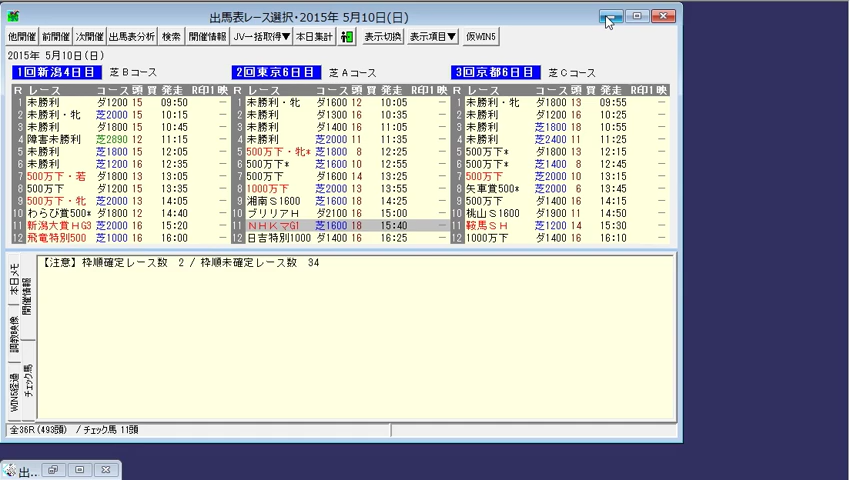 出馬表レース選択・2015年 5月10日(日)
他開催 前開催 次開催 出馬表分析 検索 開催情報 JV一括取得▼ 本日集計 表示切換 表示項目▼ 仮WIN5
2015年 5月10日(日)
1回新潟4日目 芝Bコース 2回東京6日目 芝Aコース 3回京都6日目 芝Cコース
R レース コース 頭 買 発走 R印1 映 R レース コース 頭 買 発走 R印1 映 R レース コース 頭 買 発走 R印1 映
1 未勝利 ダ1200 15 09:50 － 1 未勝利・牝 ダ1600 12 10:05 － 1 未勝利・牝 ダ1800 13 09:55 －
2 未勝利・牝 芝2000 15 10:15 － 2 未勝利 ダ1300 16 10:35 － 2 未勝利 ダ1200 16 10:25 －
3 未勝利 ダ1800 15 10:45 － 3 未勝利 ダ1400 16 11:05 － 3 未勝利 芝1800 18 10:55 －
4 障害未勝利 芝2890 12 11:15 － 4 未勝利 芝2000 11 11:35 － 4 未勝利 芝2400 11 11:25 －
5 未勝利 芝1800 15 12:05 － 5 500万下・牝* 芝1800 8 12:25 － 5 500万下* ダ1800 13 12:15 －
6 未勝利 芝1200 16 12:35 － 6 500万下* 芝1600 10 12:55 － 6 500万下* 芝1400 8 12:45 －
7 500万下・若 ダ1800 13 13:05 － 7 500万下 ダ1600 14 13:25 － 7 500万下 芝2000 10 13:15 －
8 500万下 ダ1200 15 13:35 － 8 1000万下 芝2000 13 13:55 － 8 矢車賞500* 芝2000 6 13:45 －
9 500万下・牝 芝2000 15 14:05 － 9 湘南S1600 芝1600 18 14:25 － 9 500万下 ダ1400 16 14:15 －
10 わらび賞500* ダ1800 12 14:40 － 10 ブリリアH ダ2100 16 15:00 － 10 桃山S1600 ダ1900 11 14:50 －
11 新潟大賞HG3 芝2000 16 15:20 － 11 NHKマG1 芝1600 18 15:40 － 11 鞍馬SH 芝1200 14 15:30 －
12 飛竜特別500 芝1000 16 16:00 － 12 日吉特別1000 ダ1400 16 16:25 － 12 1000万下 ダ1400 16 16:10 －
本日メモ
開催情報
調教映像
WIN5経過
チェック馬
【注意】枠順確定レース数 2 / 枠順未確定レース数 34
全36R (493頭) / チェック馬 11頭
出...